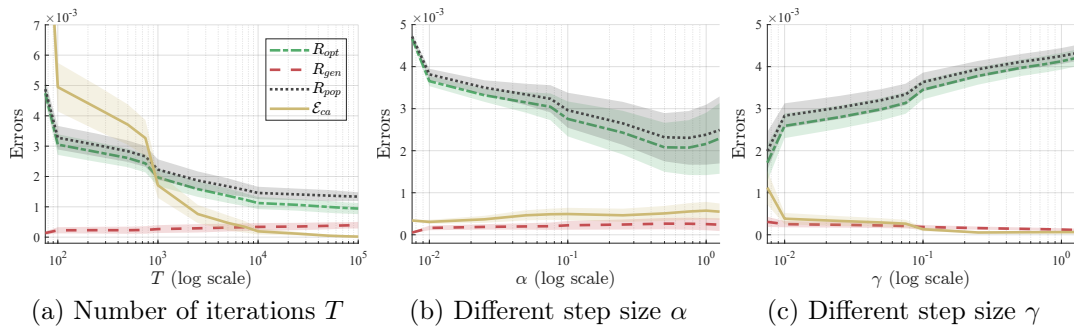 ×10⁻³
7
6
5
4
3
2
1
0
Errors
R_opt
R_gen
R_pop
ℰ_ca
10² 10³ 10⁴ 10⁵
T (log scale)
(a) Number of iterations T
×10⁻³
5
4
3
2
1
0
Errors
10⁻² 10⁻¹ 10⁰
α (log scale)
(b) Different step size α
×10⁻³
5
4
3
2
1
0
Errors
10⁻² 10⁻¹ 10⁰
γ (log scale)
(c) Different step size γ